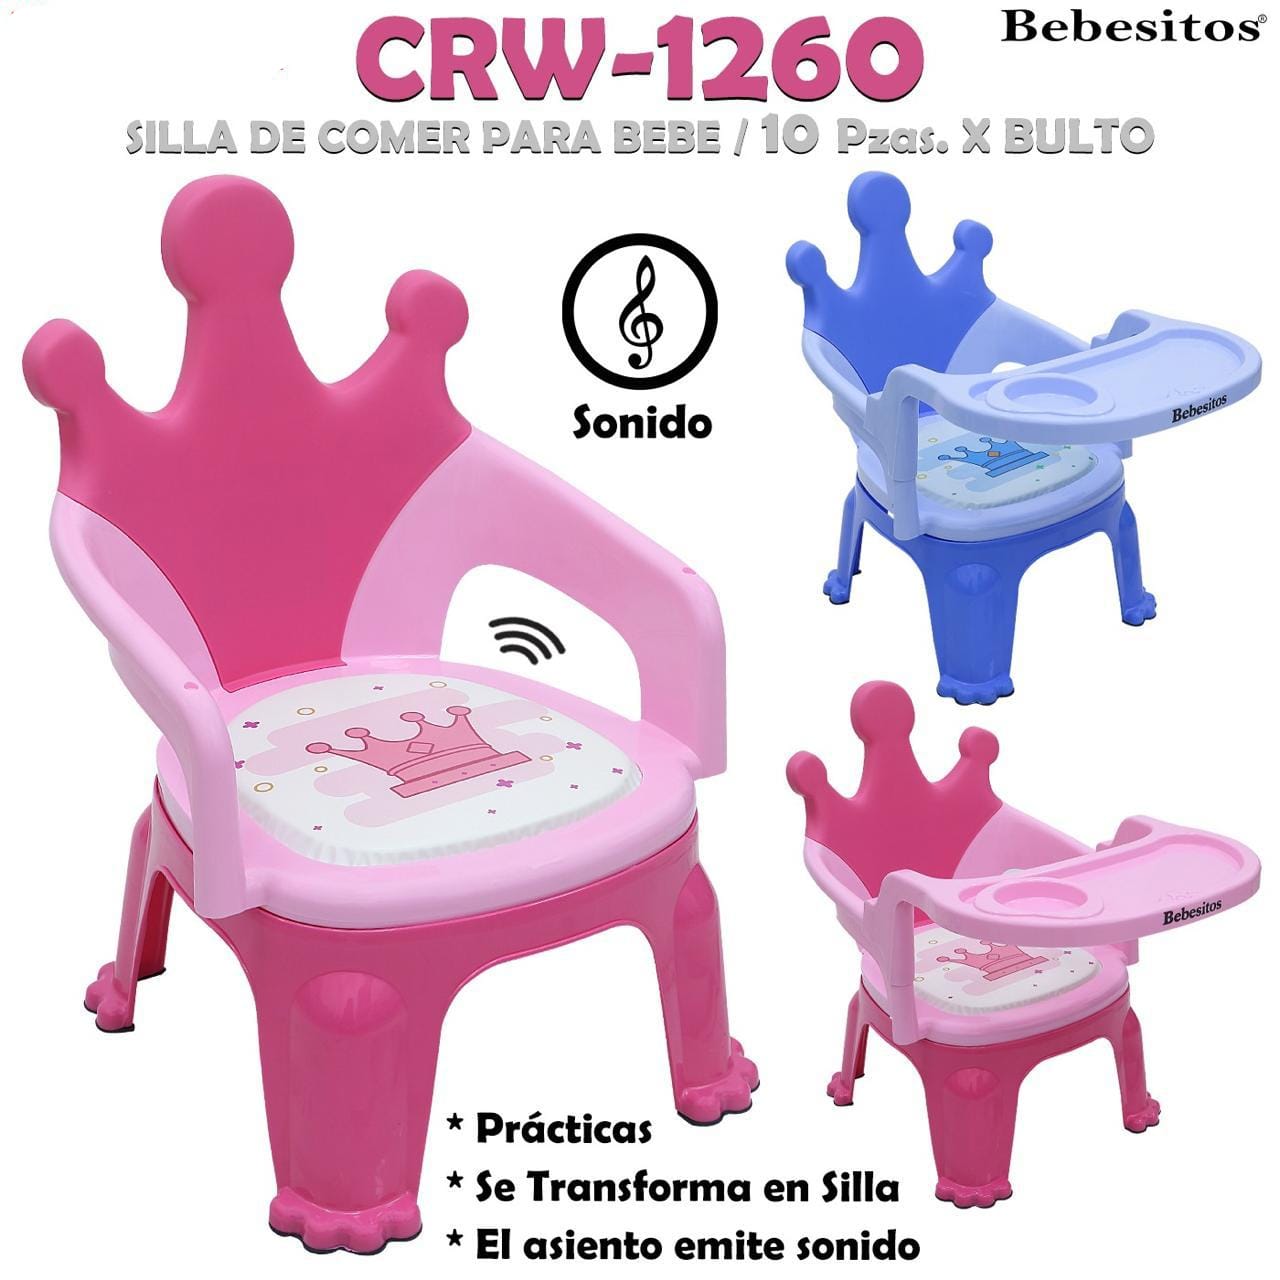 CRW-1260
Bebesitos®
SILLA DE COMER PARA BEBE / 10 Pzas. X BULTO
Sonido
Bebesitos
Bebesitos
* Prácticas
* Se Transforma en Silla
* El asiento emite sonido